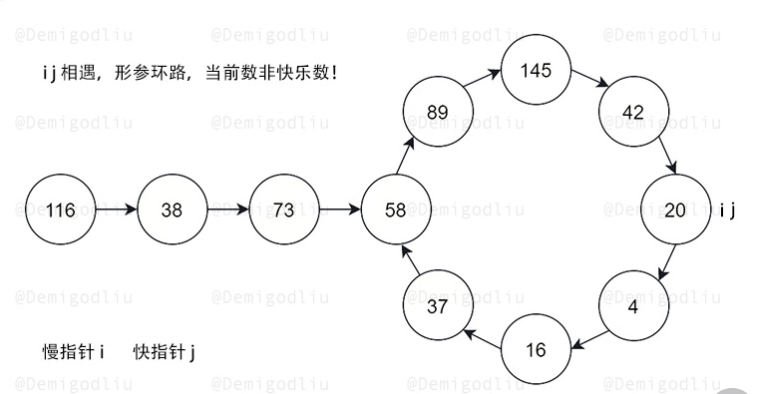 @Demigodliu @Demigodliu @Demigodliu @Demigodliu
ij相遇，形参环路，当前数非快乐数！
145
89
42
@Demigodliu @Demigodliu @Demigodliu @Demigodliu
116 38 73 58 20 ij
@Demigodliu @Demigodliu @Demigodliu @Demigodliu
37
4
@Demigodliu @Demigodliu @Demigodliu @Demigodliu
16
慢指针i 快指针j
@Demigodliu @Demigodliu @Demigodliu @Demigodliu